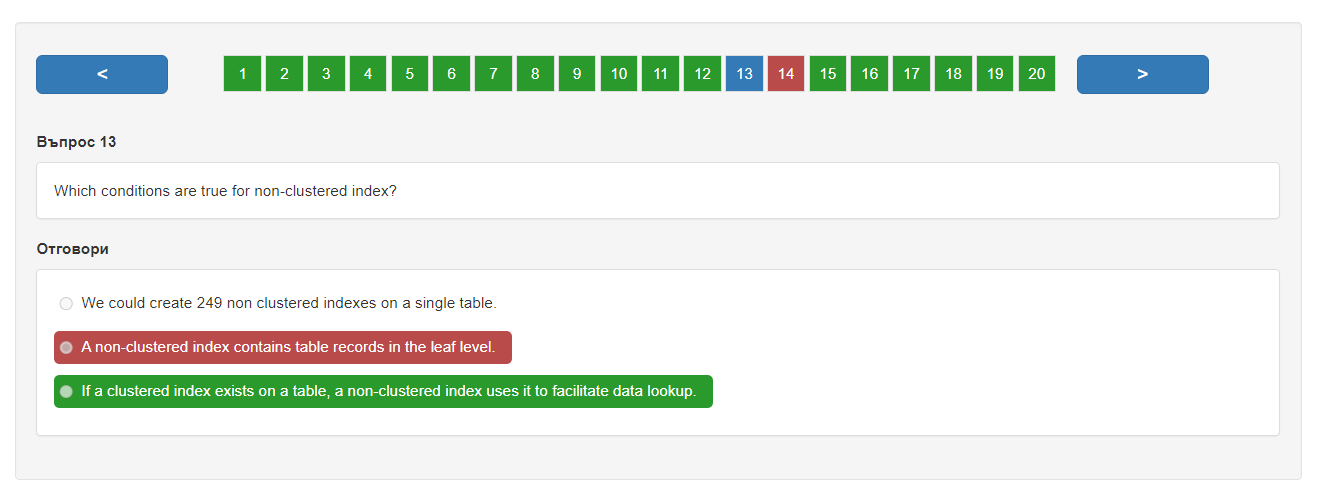 < 1 2 3 4 5 6 7 8 9 10 11 12 13 14 15 16 17 18 19 20 >
Въпрос 13
Which conditions are true for non-clustered index?
Отговори
We could create 249 non clustered indexes on a single table.
A non-clustered index contains table records in the leaf level.
If a clustered index exists on a table, a non-clustered index uses it to facilitate data lookup.